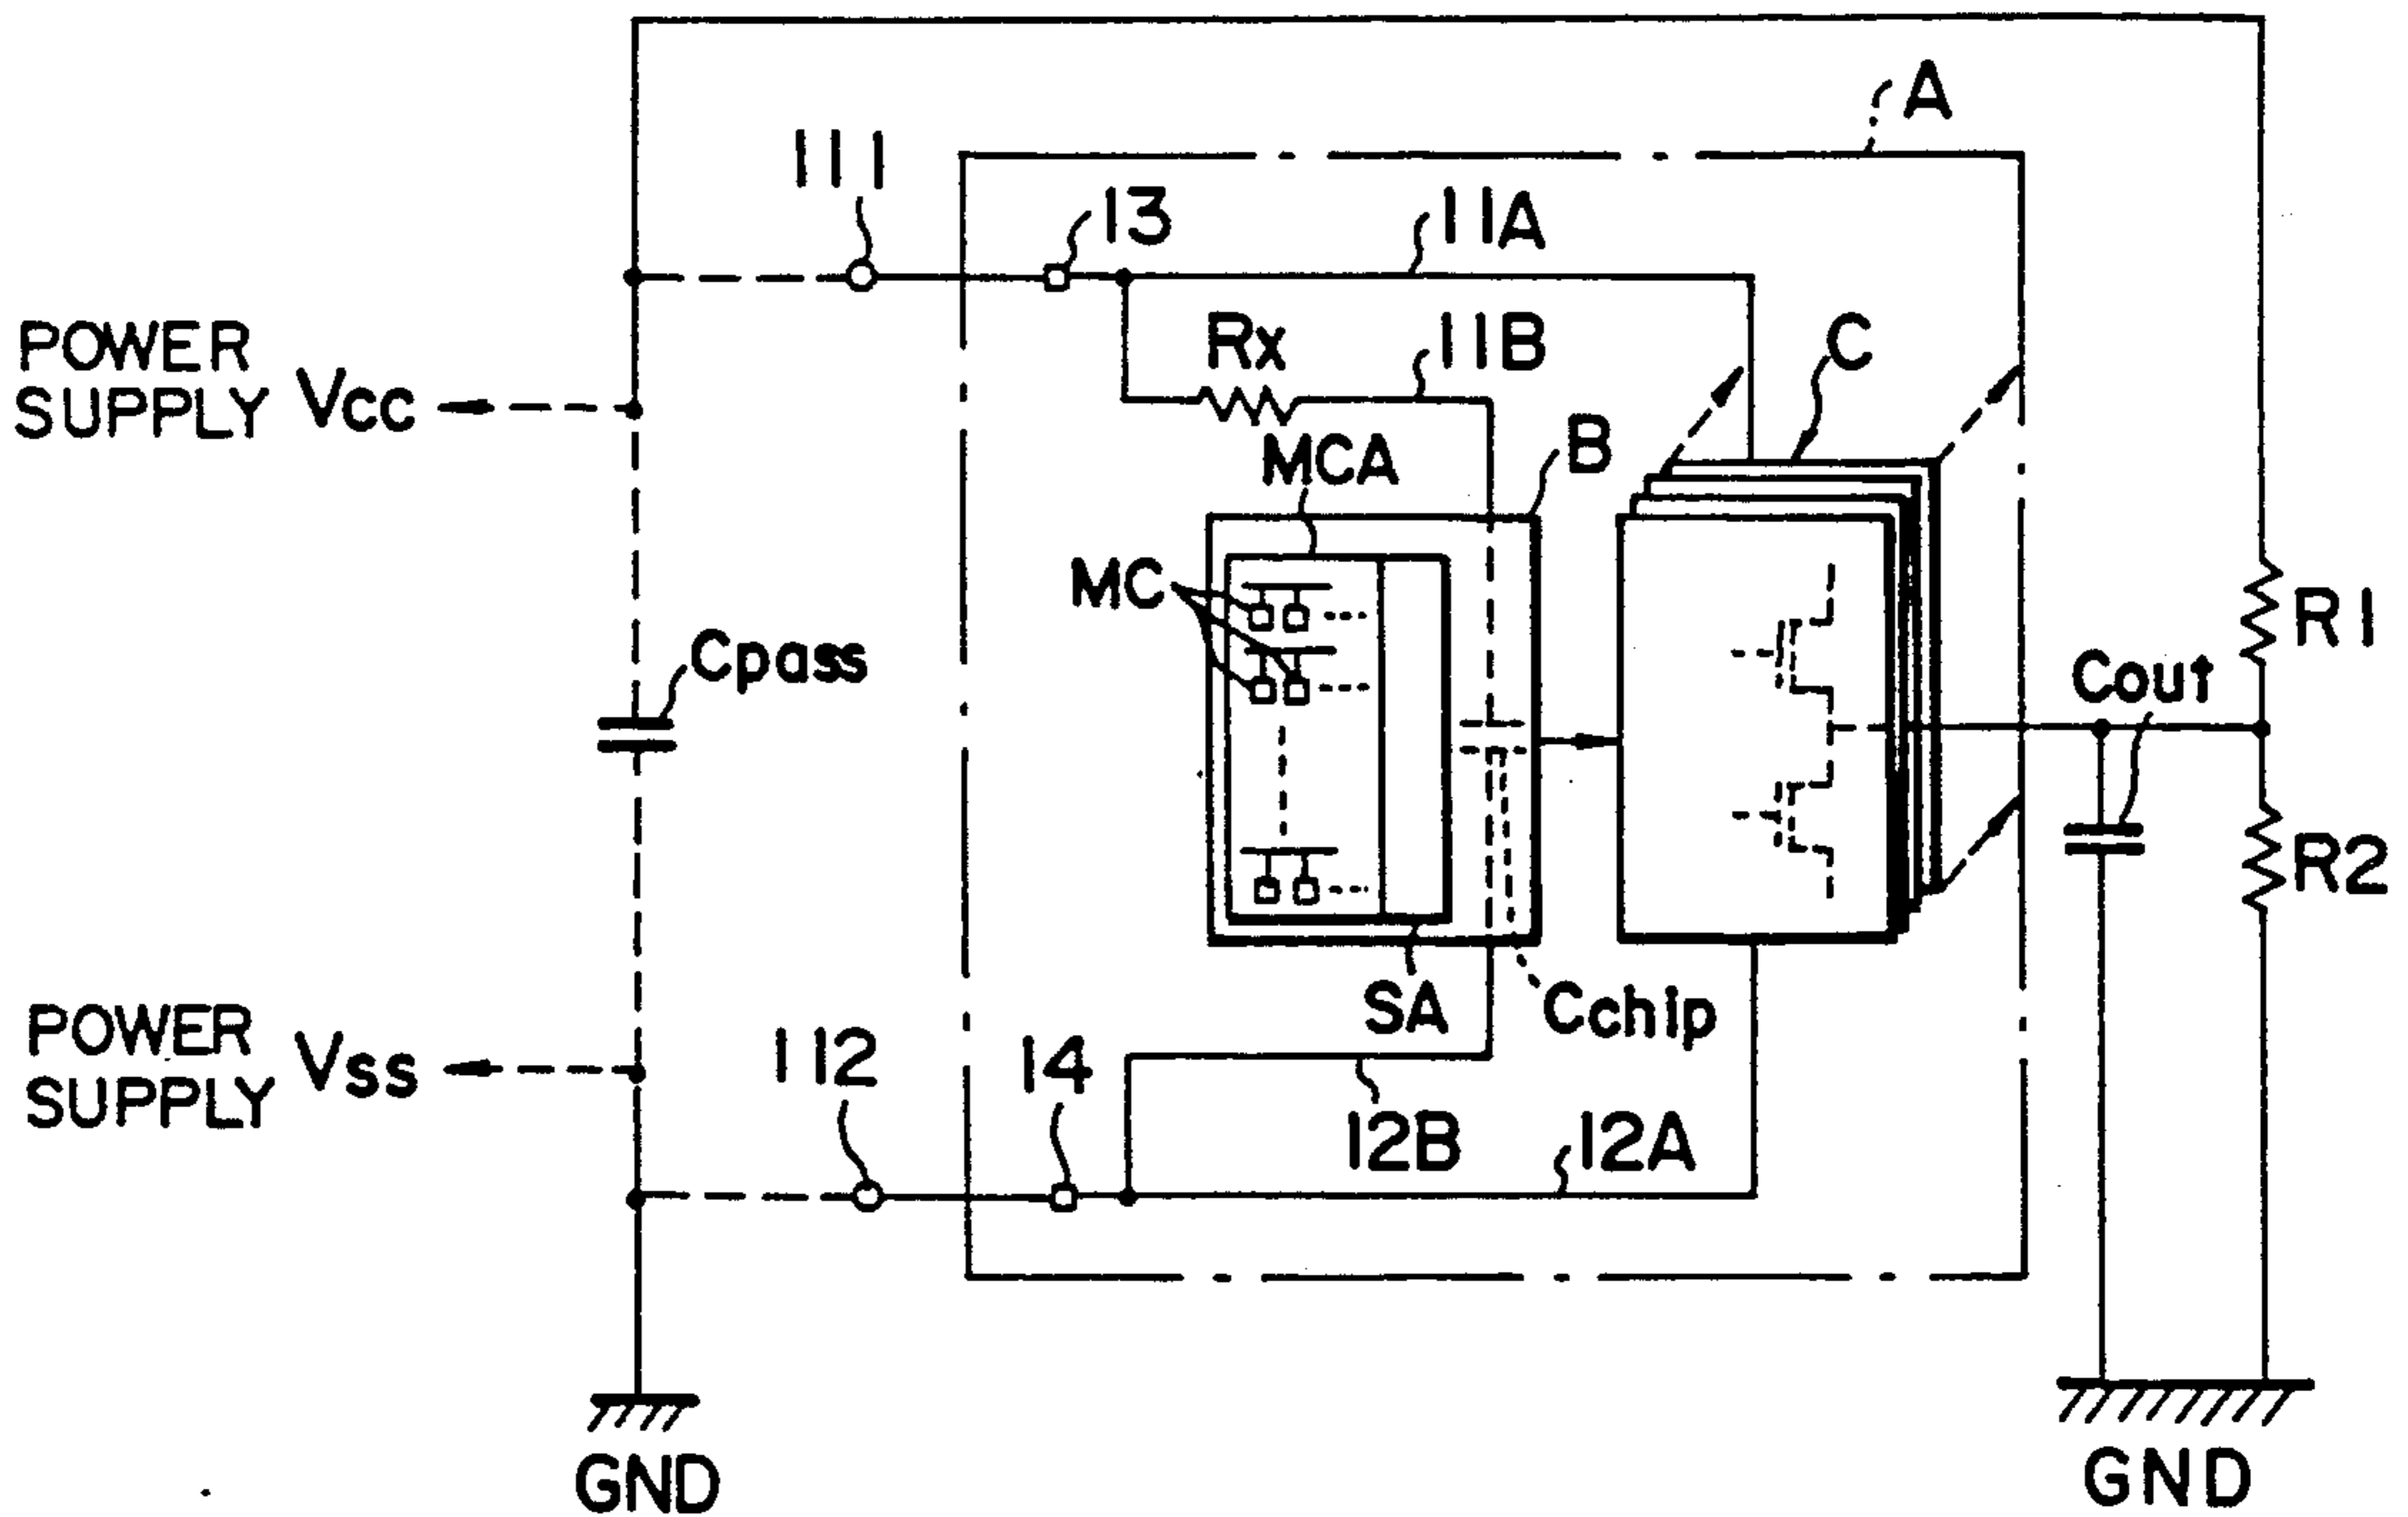 A
111
13
11A
POWER
SUPPLY Vcc
Rx
11B
C
MCA
B
MC
R1
Cpass
Cout
R2
SA
Cchip
POWER
SUPPLY Vss
112
14
12B
12A
GND
GND